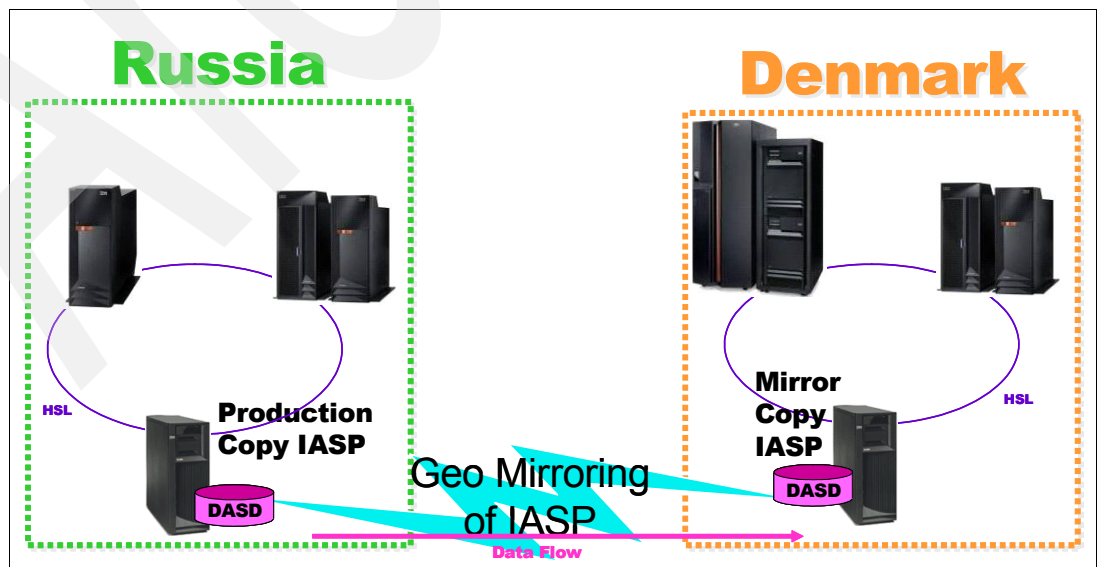 Russia
Denmark
HSL
Production
Copy IASP
DASD
Geo Mirroring
of IASP
Data Flow
Mirror
Copy
IASP
DASD
HSL